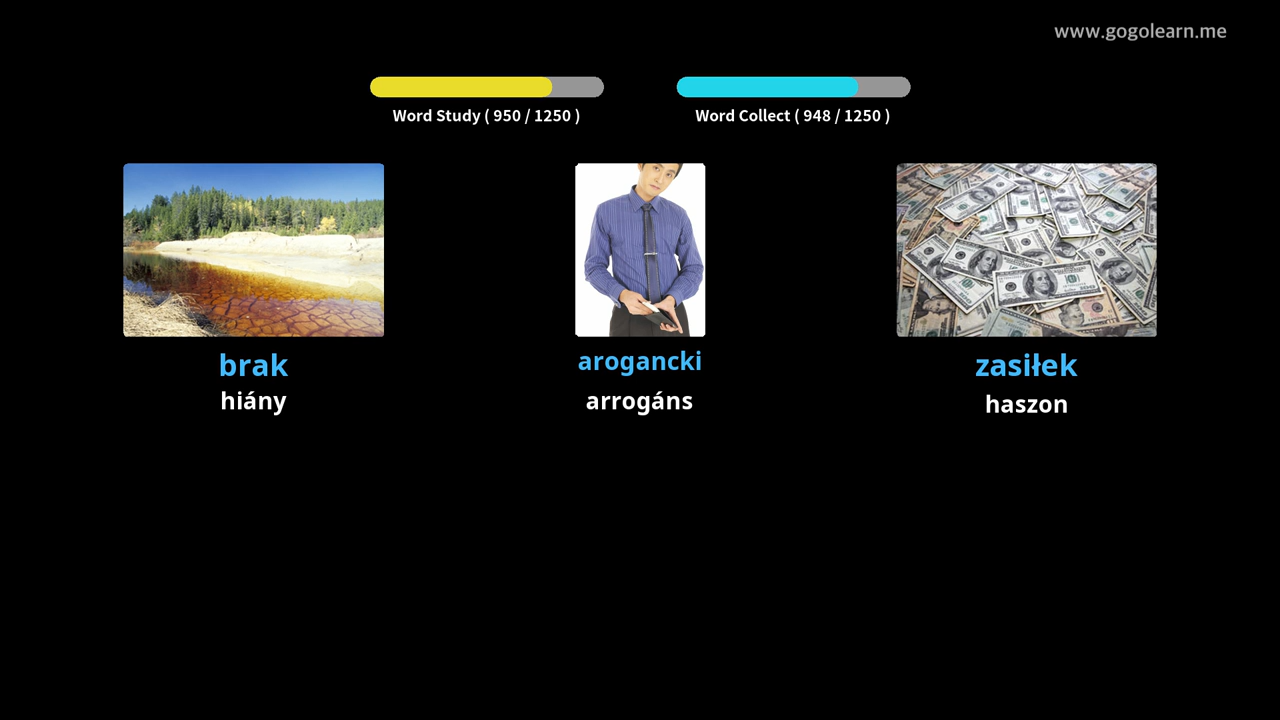 www.gogolearn.me
Word Study ( 950 / 1250 )
Word Collect ( 948 / 1250 )
brak
hiány
arogancki
arrogáns
zasiłek
haszon